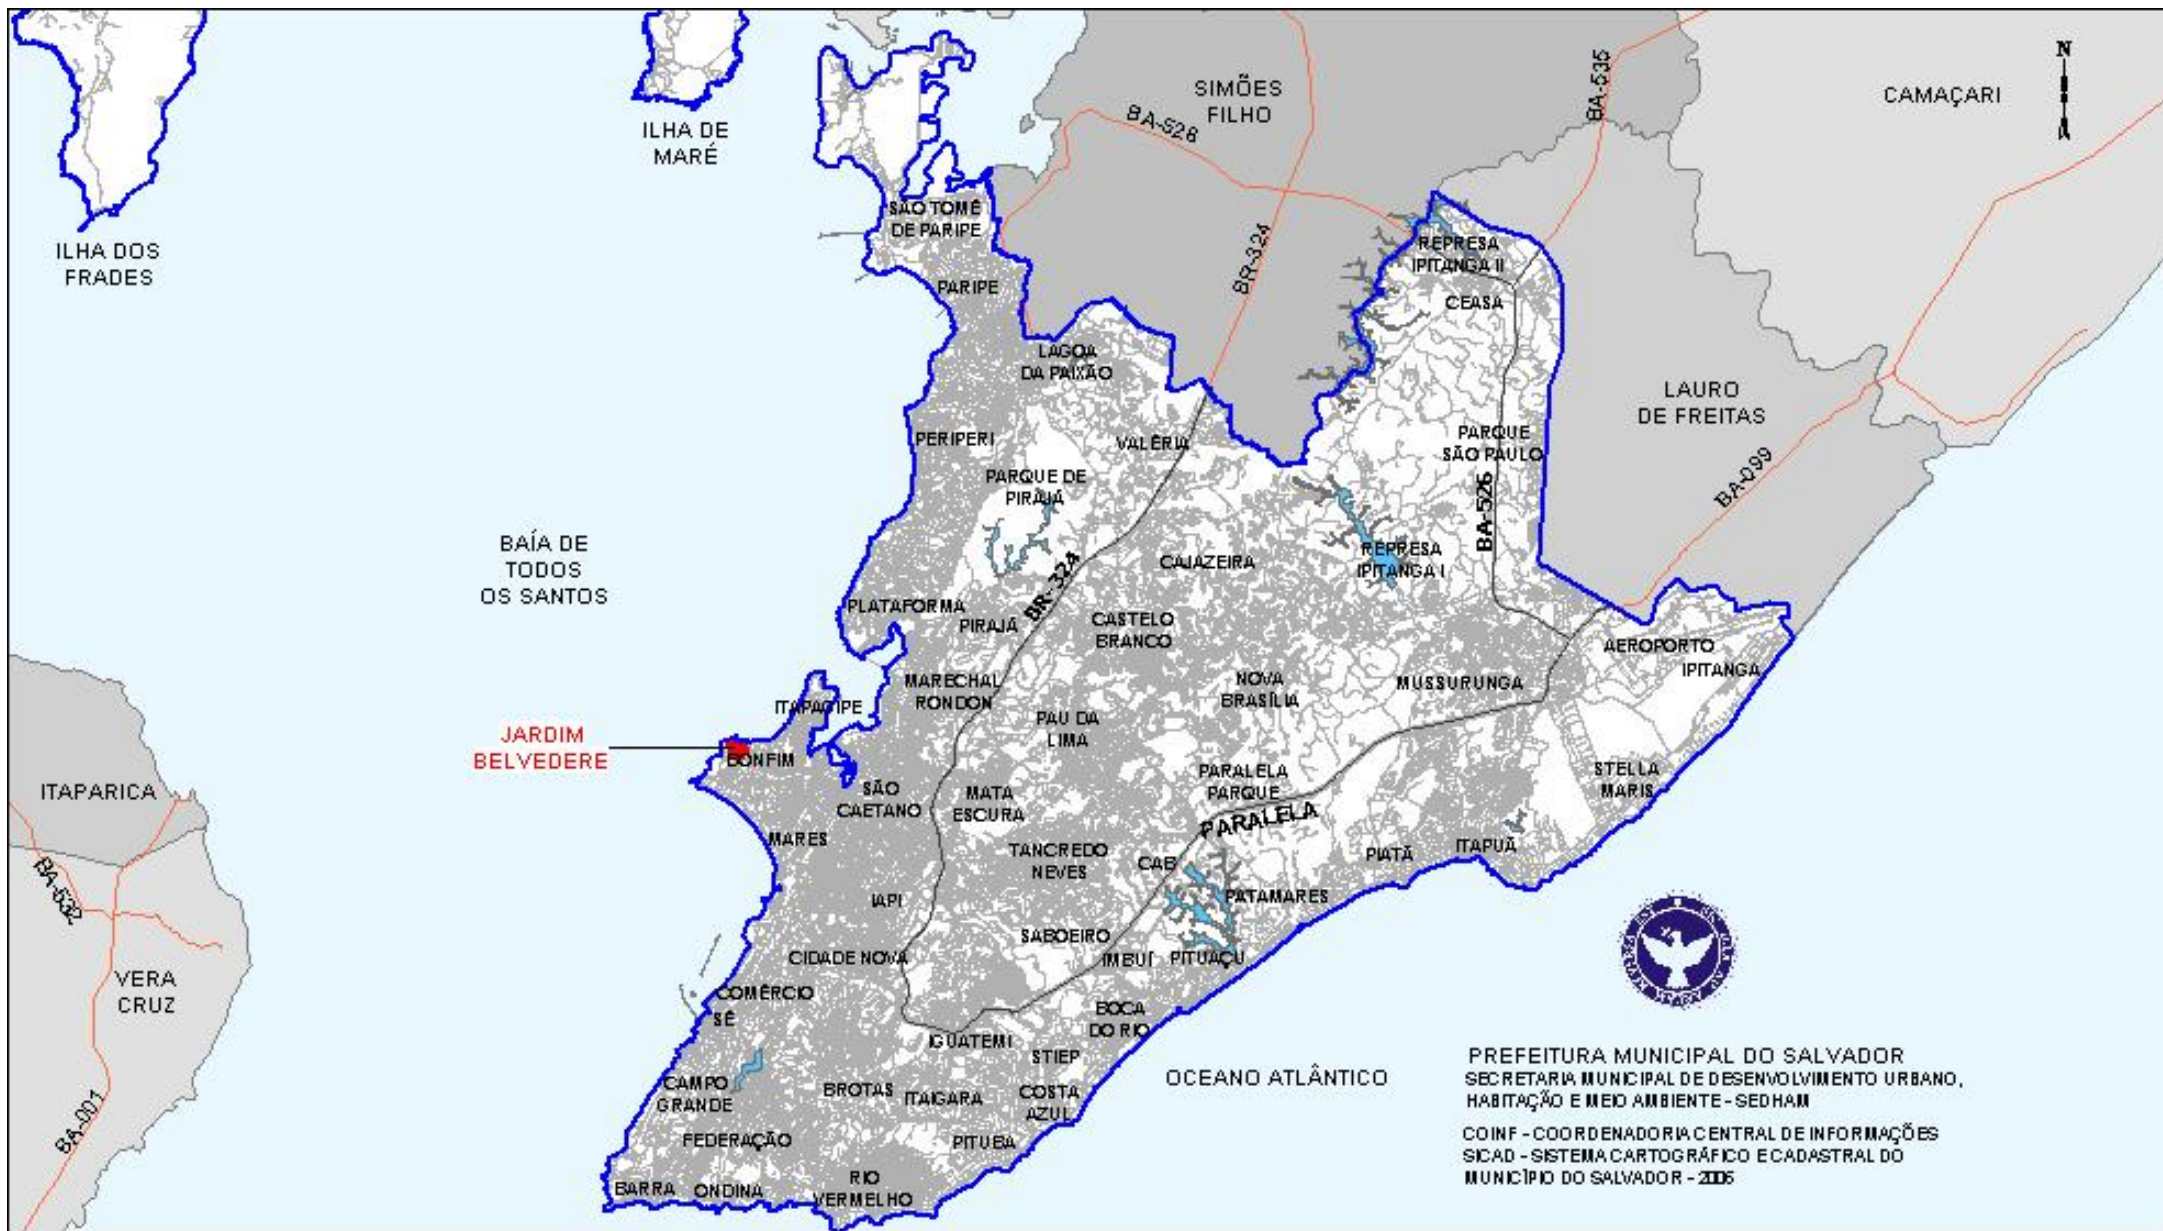 N
SIMÕES
FILHO
CAMAÇARI
BA-535
BA-526
BR-324
ILHA DE
MARÉ
ILHA DOS
FRADES
SÃO TOMÉ
DE PARIPE
REPRESA
IPITANGA II
PARIPE
CEASA
LAGOA
DA PAIXÃO
LAURO
DE FREITAS
PERIPERI
VALÉRIA
PARQUE
SÃO PAULO
BA-099
PARQUE DE
PIRAJÁ
BA-526
BAÍA DE
TODOS
OS SANTOS
CAJAZEIRA
REPRESA
IPITANGA I
BR-324
PLATAFORMA
PIRAJÁ
CASTELO
BRANCO
AEROPORTO
IPITANGA
MARECHAL
RONDON
NOVA
BRASÍLIA
MUSSURUNGA
ITAPAGIPE
PAU DA
LIMA
JARDIM
BELVEDERE
BONFIM
ITAPARICA
SÃO
CAETANO
MATA
ESCURA
PARALELA
PARQUE
STELLA
MARIS
PARALELA
MARES
TANCREDO
NEVES
CAB
PIATÃ
ITAPUÃ
BA-532
IAPI
PATAMARES
SABOEIRO
CIDADE NOVA
IMBUÍ
PITUAÇU
VERA
CRUZ
COMÉRCIO
SÉ
BOCA
DO RIO
IGUATEMI
STIEP
OCEANO ATLÂNTICO
CAMPO
GRANDE
BROTAS
ITAIGARA
COSTA
AZUL
BA-001
FEDERAÇÃO
PITUBA
BARRA
ONDINA
RIO
VERMELHO
PREFEITURA MUNICIPAL DO SALVADOR
SECRETARIA MUNICIPAL DE DESENVOLVIMENTO URBANO,
HABITAÇÃO E MEIO AMBIENTE - SEDHAM
COINF - COORDENADORIA CENTRAL DE INFORMAÇÕES
SICAD - SISTEMA CARTOGRÁFICO E CADASTRAL DO
MUNICÍPIO DO SALVADOR - 2006